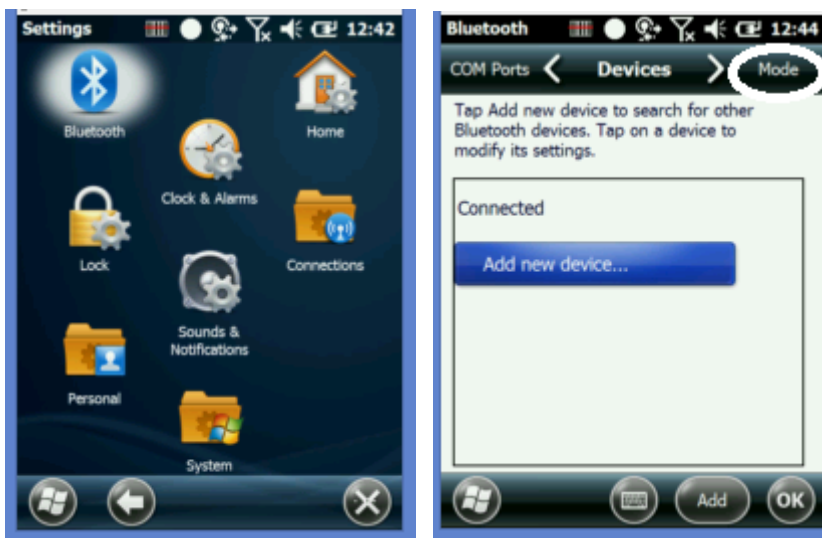 Settings 12:42
Bluetooth
Home
Clock & Alarms
Lock
Connections
Sounds &
Notifications
Personal
System
Bluetooth 12:44
COM Ports Devices Mode
Tap Add new device to search for other
Bluetooth devices. Tap on a device to
modify its settings.
Connected
Add new device...
Add OK